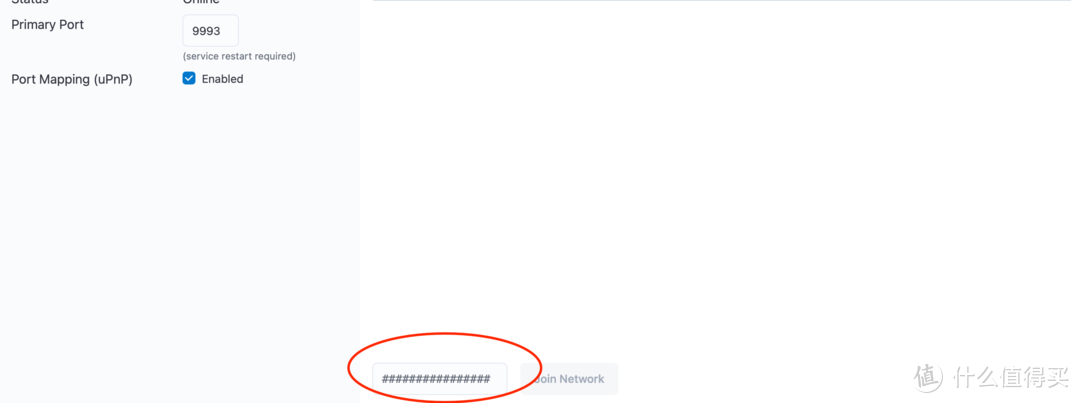 Status
Online
Primary Port
9993
(service restart required)
Port Mapping (uPnP)
Enabled
################
Join Network
值 什么值得买